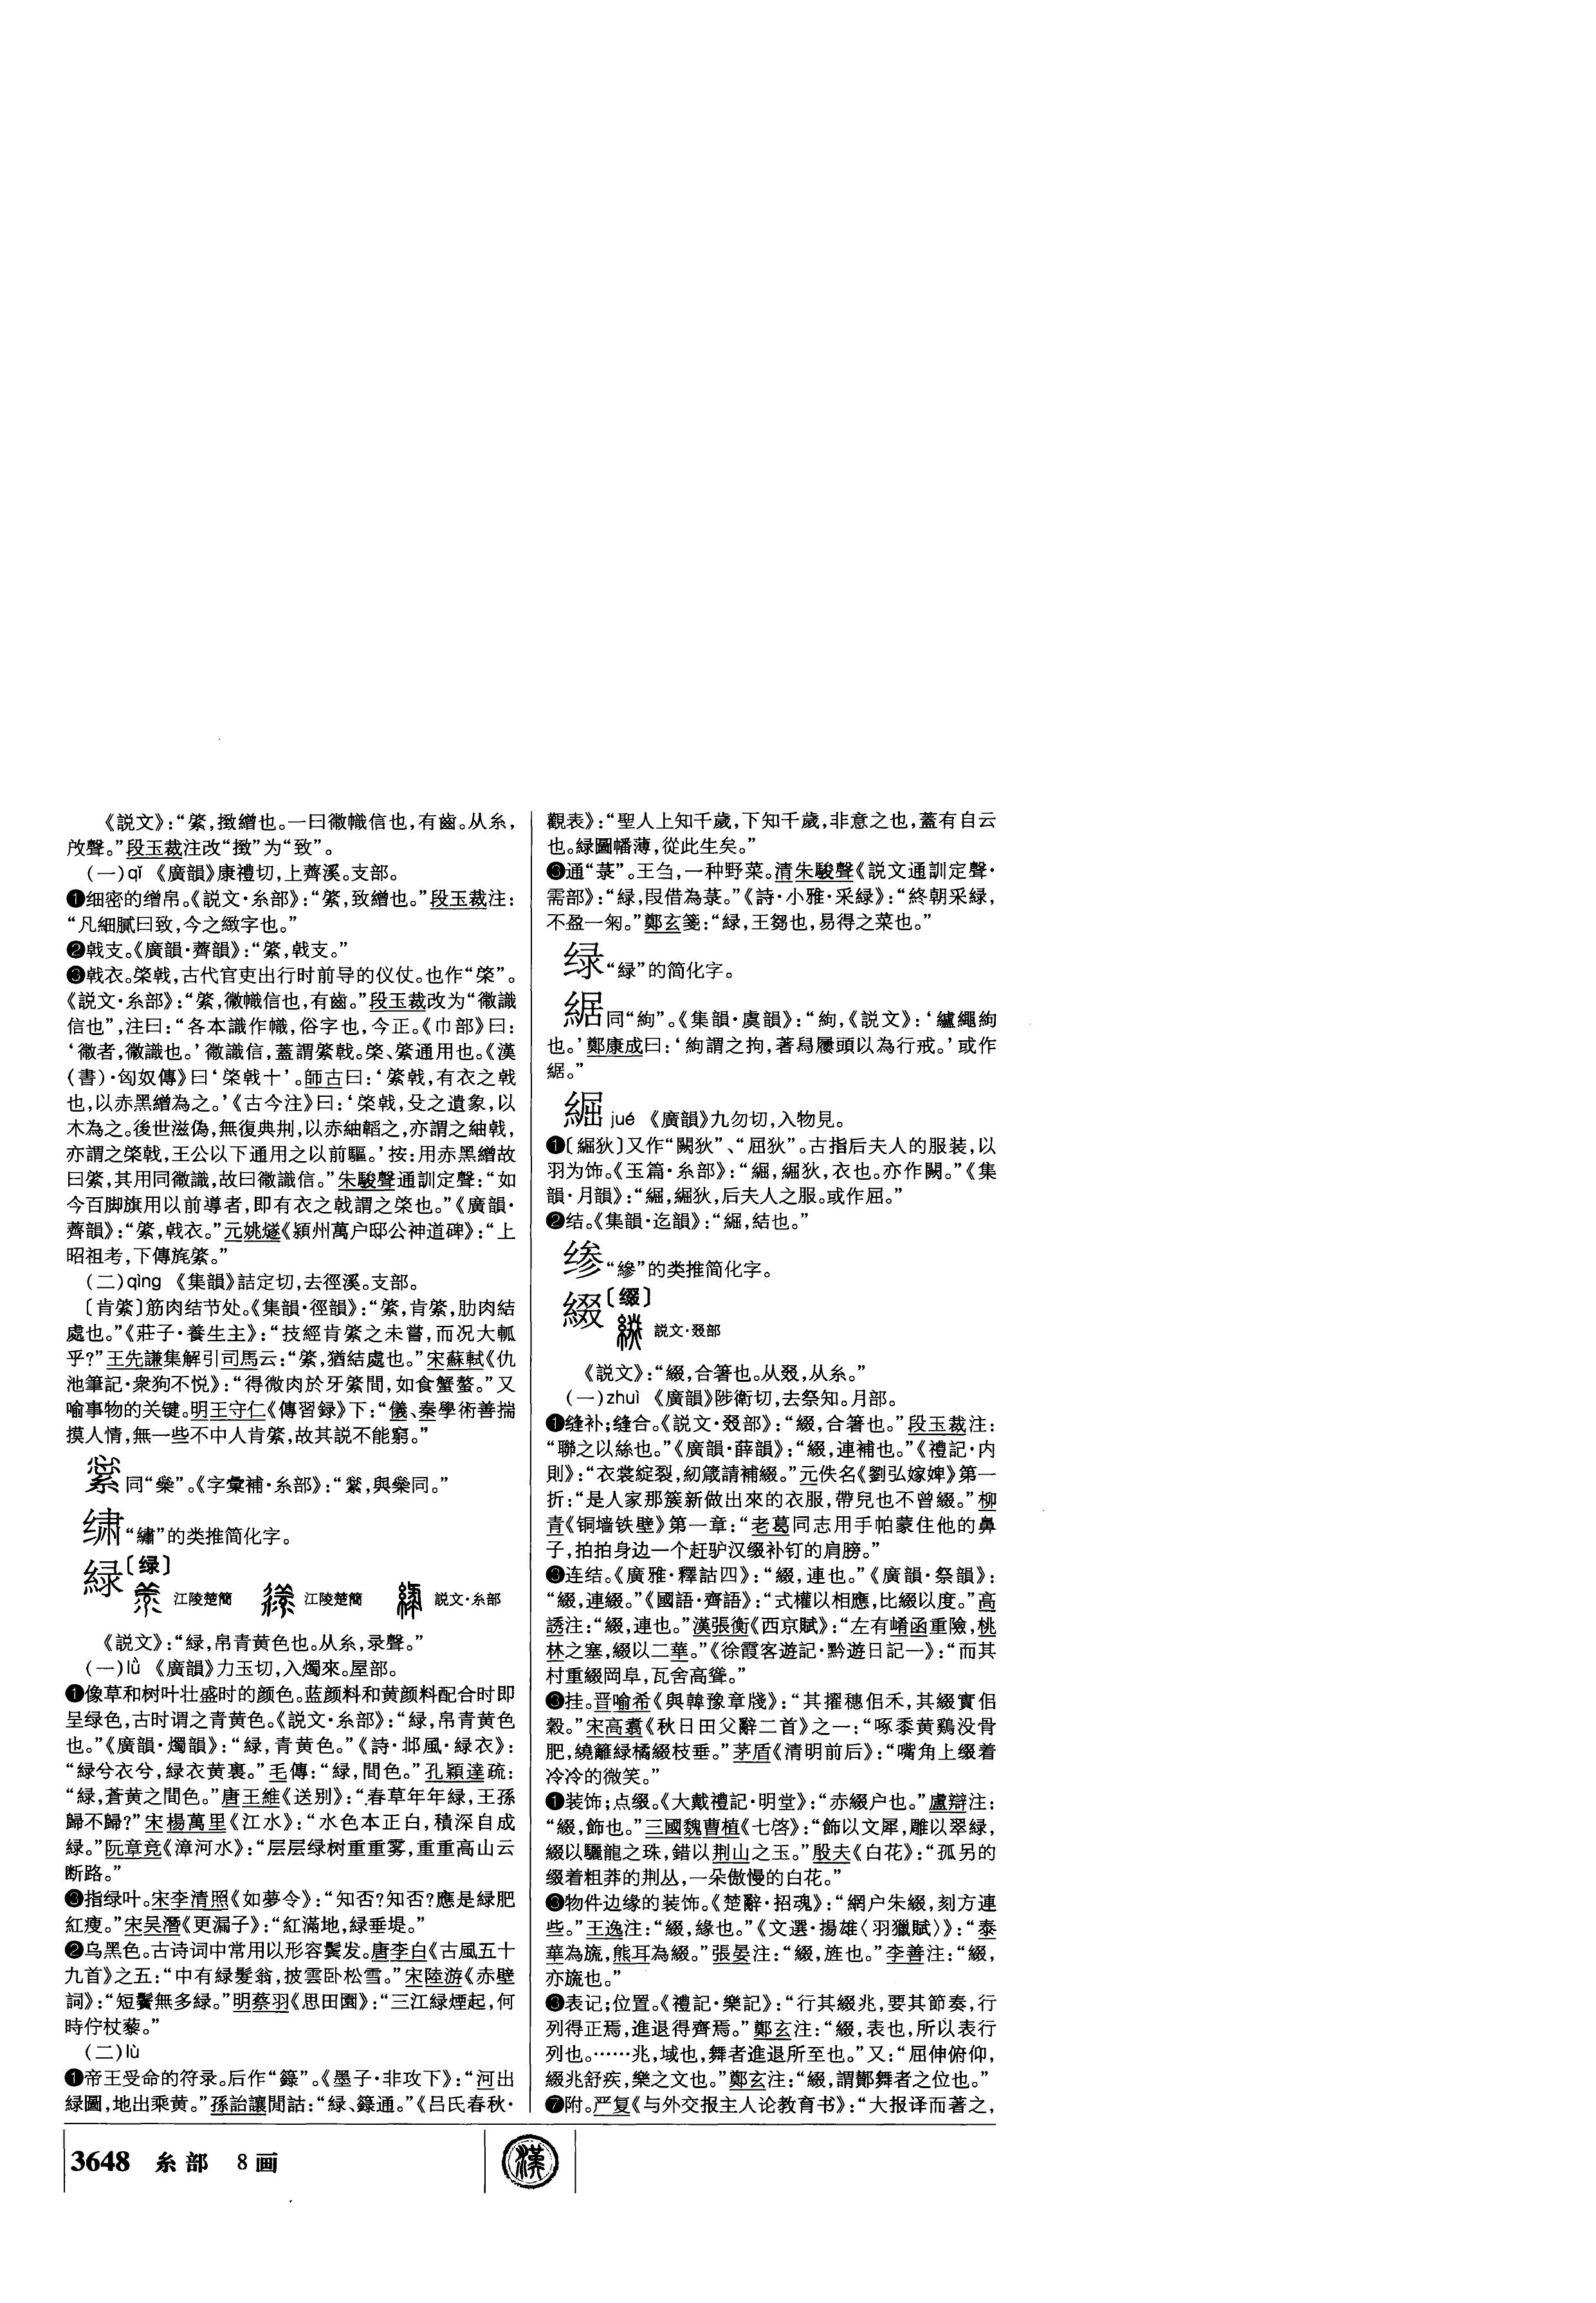 《説文》：“綮，㨖繒也。一曰徽幟信也，有齒。从糸，
𢼄聲。”段玉裁注改“㨖”为“致”。
（一）qǐ 《廣韻》康禮切，上薺溪。支部。
❶细密的缯帛。《説文·糸部》：“綮，致繒也。”段玉裁注：
“凡細膩曰致，今之緻字也。”
❷戟支。《廣韻·薺韻》：“綮，戟支。”
❸戟衣。棨戟，古代官吏出行时前导的仪仗。也作“棨”。
《説文·糸部》：“綮，徽幟信也，有齒。”段玉裁改为“徽識
信也”，注曰：“各本識作幟，俗字也，今正。《巾部》曰：
‘徽者，徽識也。’徽識信，蓋謂綮戟。棨、綮通用也。《漢
（書）·匈奴傳》曰‘棨戟十’。師古曰：‘綮戟，有衣之戟
也，以赤黑繒為之。’《古今注》曰：‘棨戟，殳之遺象，以
木為之。後世滋偽，無復典刑，以赤紬韜之，亦謂之紬戟，
亦謂之棨戟，王公以下通用之以前驅。’按：用赤黑繒故
曰綮，其用同徽識，故曰徽識信。”朱駿聲通訓定聲：“如
今百脚旗用以前導者，即有衣之戟謂之棨也。”《廣韻·
薺韻》：“綮，戟衣。”元姚燧《潁州萬户邸公神道碑》：“上
昭祖考，下傳旄綮。”
（二）qìng 《集韻》詰定切，去徑溪。支部。
〔肯綮〕筋肉结节处。《集韻·徑韻》：“綮，肯綮，肋肉結
處也。”《莊子·養生主》：“技經肯綮之未嘗，而况大軱
乎？”王先謙集解引司馬云：“綮，猶結處也。”宋蘇軾《仇
池筆記·衆狗不悦》：“得微肉於牙綮間，如食蟹螯。”又
喻事物的关键。明王守仁《傳習録》下：“儀、秦學術善揣
摸人情，無一些不中人肯綮，故其説不能窮。”
同“䊝”。《字彙補·糸部》：“，與䊝同。”
𫄴“繡”的类推简化字。
緑〔绿〕
江陵楚簡 江陵楚簡 説文·糸部
《説文》：“緑，帛青黄色也。从糸，录聲。”
（一）lǜ 《廣韻》力玉切，入燭來。屋部。
❶像草和树叶壮盛时的颜色。蓝颜料和黄颜料配合时即
呈绿色，古时谓之青黄色。《説文·糸部》：“緑，帛青黄色
也。”《廣韻·燭韻》：“緑，青黄色。”《詩·邶風·緑衣》：
“緑兮衣兮，緑衣黄裏。”毛傳：“緑，間色。”孔穎達疏：
“緑，蒼黄之間色。”唐王維《送别》：“春草年年緑，王孫
歸不歸？”宋楊萬里《江水》：“水色本正白，積深自成
緑。”阮章竞《漳河水》：“层层绿树重重雾，重重高山云
断路。”
❸指绿叶。宋李清照《如夢令》：“知否？知否？應是緑肥
紅瘦。”宋吴潛《更漏子》：“紅滿地，緑垂堤。”
❷乌黑色。古诗词中常用以形容鬓发。唐李白《古風五十
九首》之五：“中有緑髮翁，披雲卧松雪。”宋陸游《赤壁
詞》：“短鬢無多緑。”明蔡羽《思田園》：“三江緑煙起，何
時佇杖藜。”
（二）lù
❶帝王受命的符录。后作“籙”。《墨子·非攻下》：“河出
緑圖，地出乘黄。”孫詒讓閒詁：“緑、籙通。”《吕氏春秋·
觀表》：“聖人上知千歲，下知千歲，非意之也，蓋有自云
也。緑圖幡薄，從此生矣。”
❸通“菉”。王刍，一种野菜。清朱駿聲《説文通訓定聲·
需部》：“緑，叚借為菉。”《詩·小雅·采緑》：“終朝采緑，
不盈一匊。”鄭玄箋：“緑，王芻也，易得之菜也。”
绿“緑”的简化字。
䋧同“絇”。《集韻·虞韻》：“絇，《説文》：‘纑繩絇
也。’鄭康成曰：‘絇謂之拘，著舄屨頭以為行戒。’或作
䋧。”
𦀎 jué 《廣韻》九勿切，入物見。
❶〔𦀎狄〕又作“闕狄”、“屈狄”。古指后夫人的服装，以
羽为饰。《玉篇·糸部》：“𦀎，𦀎狄，衣也。亦作闕。”《集
韻·月韻》：“𦀎，𦀎狄，后夫人之服。或作屈。”
❷结。《集韻·迄韻》：“𦀎，結也。”
𬘫“縿”的类推简化字。
綴〔缀〕
説文·叕部
《説文》：“綴，合箸也。从叕，从糸。”
（一）zhuì 《廣韻》陟衛切，去祭知。月部。
❶缝补；缝合。《説文·叕部》：“綴，合箸也。”段玉裁注：
“聯之以絲也。”《廣韻·薛韻》：“綴，連補也。”《禮記·内
則》：“衣裳綻裂，紉箴請補綴。”元佚名《劉弘嫁婢》第一
折：“是人家那簇新做出來的衣服，帶兒也不曾綴。”柳
青《铜墙铁壁》第一章：“老葛同志用手帕蒙住他的鼻
子，拍拍身边一个赶驴汉缀补钉的肩膀。”
❸连结。《廣雅·釋詁四》：“綴，連也。”《廣韻·祭韻》：
“綴，連綴。”《國語·齊語》：“式權以相應，比綴以度。”高
誘注：“綴，連也。”漢張衡《西京賦》：“左有崤函重險，桃
林之塞，綴以二華。”《徐霞客遊記·黔遊日記一》：“而其
村重綴岡阜，瓦舍高聳。”
❸挂。晋喻希《與韓豫章牋》：“其擢穗侣禾，其綴實侣
穀。”宋高翥《秋日田父辭二首》之一：“啄黍黄鷄没骨
肥，繞籬緑橘綴枝垂。”茅盾《清明前后》：“嘴角上缀着
冷冷的微笑。”
❶装饰；点缀。《大戴禮記·明堂》：“赤綴户也。”盧辯注：
“綴，飾也。”三國魏曹植《七啓》：“飾以文犀，雕以翠緑，
綴以驪龍之珠，錯以荆山之玉。”殷夫《白花》：“孤另的
缀着粗莽的荆丛，一朵傲慢的白花。”
❸物件边缘的装饰。《楚辭·招魂》：“網户朱綴，刻方連
些。”王逸注：“綴，緣也。”《文選·揚雄〈羽獵賦〉》：“泰
華為旒，熊耳為綴。”張晏注：“綴，旌也。”李善注：“綴，
亦旒也。”
❸表记；位置。《禮記·樂記》：“行其綴兆，要其節奏，行
列得正焉，進退得齊焉。”鄭玄注：“綴，表也，所以表行
列也。……兆，域也，舞者進退所至也。”又：“屈伸俯仰，
綴兆舒疾，樂之文也。”鄭玄注：“綴，謂酇舞者之位也。”
❼附。严复《与外交报主人论教育书》：“大报译而著之，
3648 糸部 8画
漢